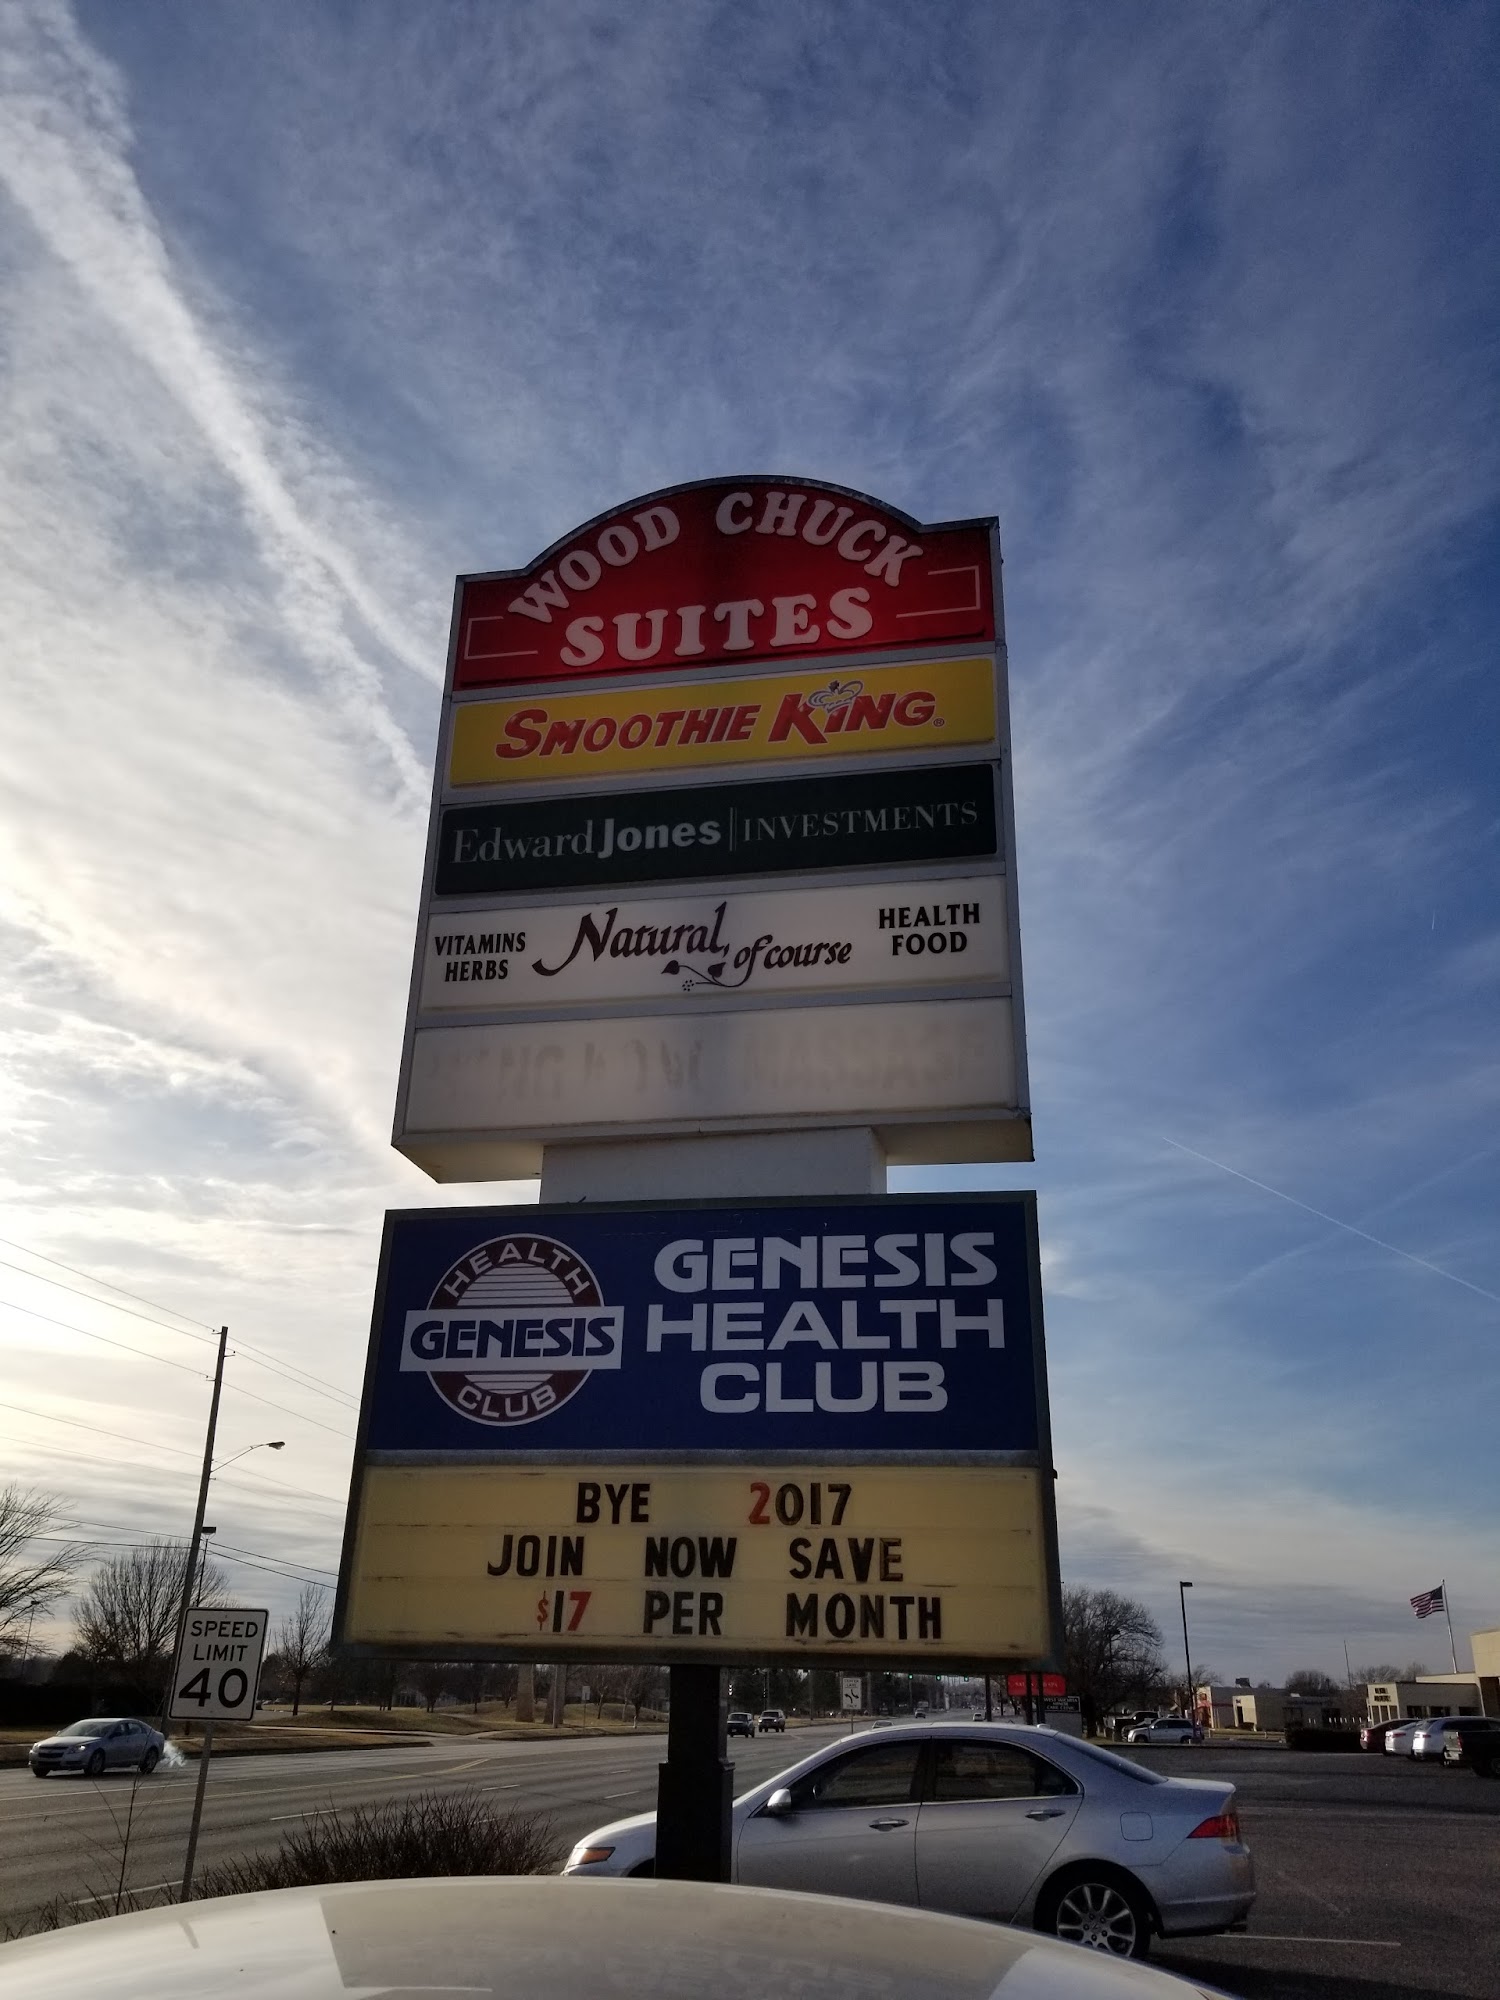 WOOD CHUCK
SUITES
SMOOTHIE KING®
Edward Jones INVESTMENTS
VITAMINS
HERBS
Natural, of course
HEALTH
FOOD
MASSAGE
HEALTH
GENESIS
CLUB
GENESIS
HEALTH
CLUB
BYE 2017
JOIN NOW SAVE
$17 PER MONTH
SPEED
LIMIT
40